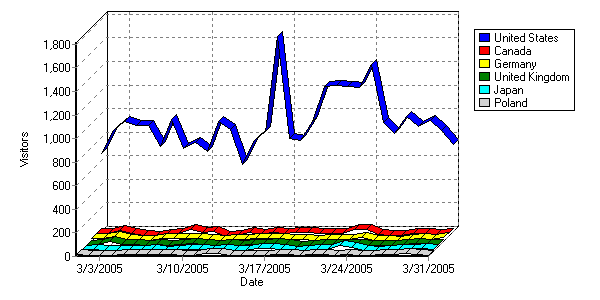 1,800
1,600
1,400
1,200
1,000
800
600
400
200
0
Visitors
3/3/2005
3/10/2005
3/17/2005
3/24/2005
3/31/2005
Date
United States
Canada
Germany
United Kingdom
Japan
Poland